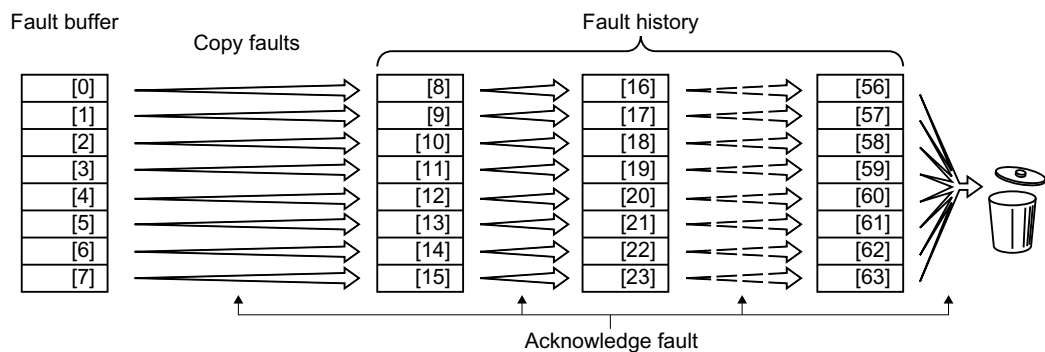 Fault buffer
Copy faults
Fault history
[0] [8] [16] [56]
[1] [9] [17] [57]
[2] [10] [18] [58]
[3] [11] [19] [59]
[4] [12] [20] [60]
[5] [13] [21] [61]
[6] [14] [22] [62]
[7] [15] [23] [63]
Acknowledge fault